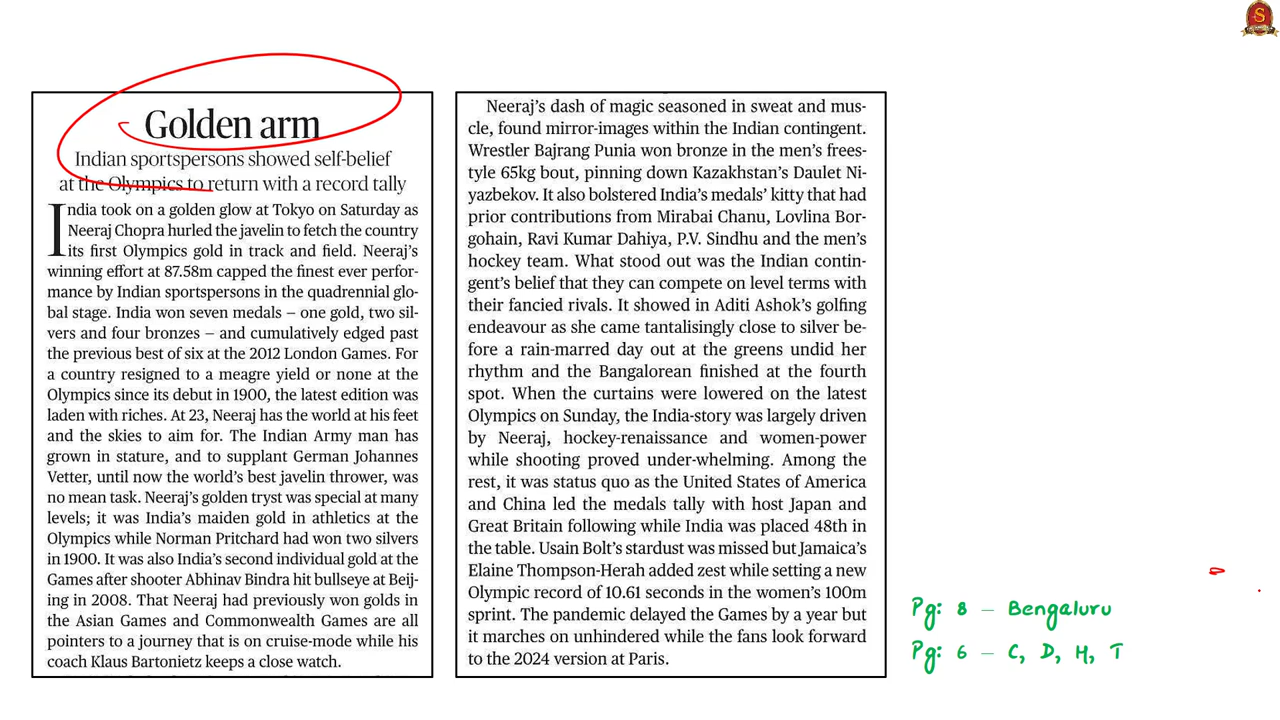 Golden arm
Indian sportspersons showed self-belief
at the Olympics to return with a record tally
India took on a golden glow at Tokyo on Saturday as
Neeraj Chopra hurled the javelin to fetch the country
its first Olympics gold in track and field. Neeraj's
winning effort at 87.58m capped the finest ever perfor-
mance by Indian sportspersons in the quadrennial glo-
bal stage. India won seven medals – one gold, two sil-
vers and four bronzes – and cumulatively edged past
the previous best of six at the 2012 London Games. For
a country resigned to a meagre yield or none at the
Olympics since its debut in 1900, the latest edition was
laden with riches. At 23, Neeraj has the world at his feet
and the skies to aim for. The Indian Army man has
grown in stature, and to supplant German Johannes
Vetter, until now the world's best javelin thrower, was
no mean task. Neeraj's golden tryst was special at many
levels; it was India's maiden gold in athletics at the
Olympics while Norman Pritchard had won two silvers
in 1900. It was also India's second individual gold at the
Games after shooter Abhinav Bindra hit bullseye at Beij-
ing in 2008. That Neeraj had previously won golds in
the Asian Games and Commonwealth Games are all
pointers to a journey that is on cruise-mode while his
coach Klaus Bartonietz keeps a close watch.
Neeraj's dash of magic seasoned in sweat and mus-
cle, found mirror-images within the Indian contingent.
Wrestler Bajrang Punia won bronze in the men's frees-
tyle 65kg bout, pinning down Kazakhstan's Daulet Ni-
yazbekov. It also bolstered India's medals' kitty that had
prior contributions from Mirabai Chanu, Lovlina Bor-
gohain, Ravi Kumar Dahiya, P.V. Sindhu and the men's
hockey team. What stood out was the Indian contin-
gent's belief that they can compete on level terms with
their fancied rivals. It showed in Aditi Ashok's golfing
endeavour as she came tantalisingly close to silver be-
fore a rain-marred day out at the greens undid her
rhythm and the Bangalorean finished at the fourth
spot. When the curtains were lowered on the latest
Olympics on Sunday, the India-story was largely driven
by Neeraj, hockey-renaissance and women-power
while shooting proved under-whelming. Among the
rest, it was status quo as the United States of America
and China led the medals tally with host Japan and
Great Britain following while India was placed 48th in
the table. Usain Bolt's stardust was missed but Jamaica's
Elaine Thompson-Herah added zest while setting a new
Olympic record of 10.61 seconds in the women's 100m
sprint. The pandemic delayed the Games by a year but
it marches on unhindered while the fans look forward
to the 2024 version at Paris.
Pg: 8 – Bengaluru
Pg: 6 – C, D, H, T